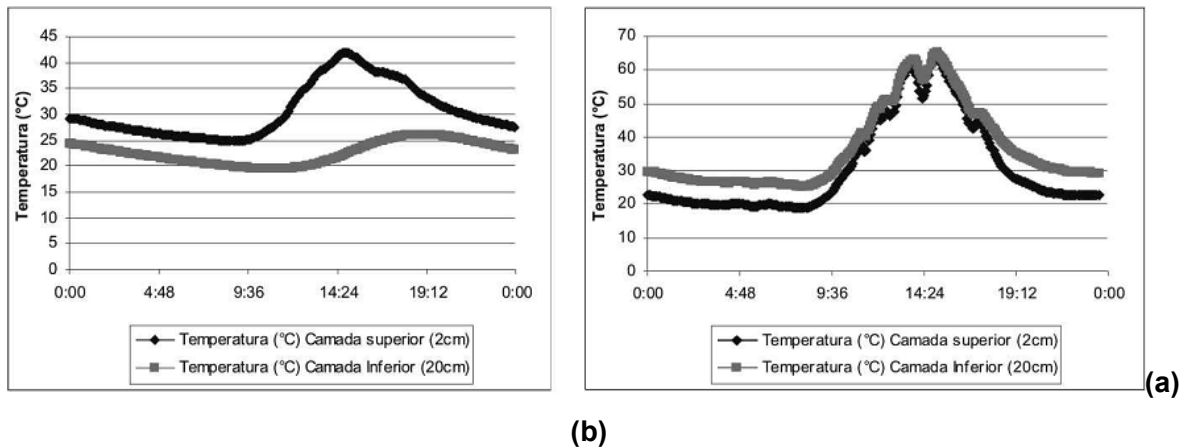 Temperatura (°C)
45
40
35
30
25
20
15
10
5
0
0:00 4:48 9:36 14:24 19:12 0:00
Temperatura (°C) Camada superior (2cm)
Temperatura (°C) Camada Inferior (20cm)
Temperatura (°C)
70
60
50
40
30
20
10
0
0:00 4:48 9:36 14:24 19:12 0:00
Temperatura (°C) Camada superior (2cm)
Temperatura (°C) Camada Inferior (20cm)
(a)
(b)